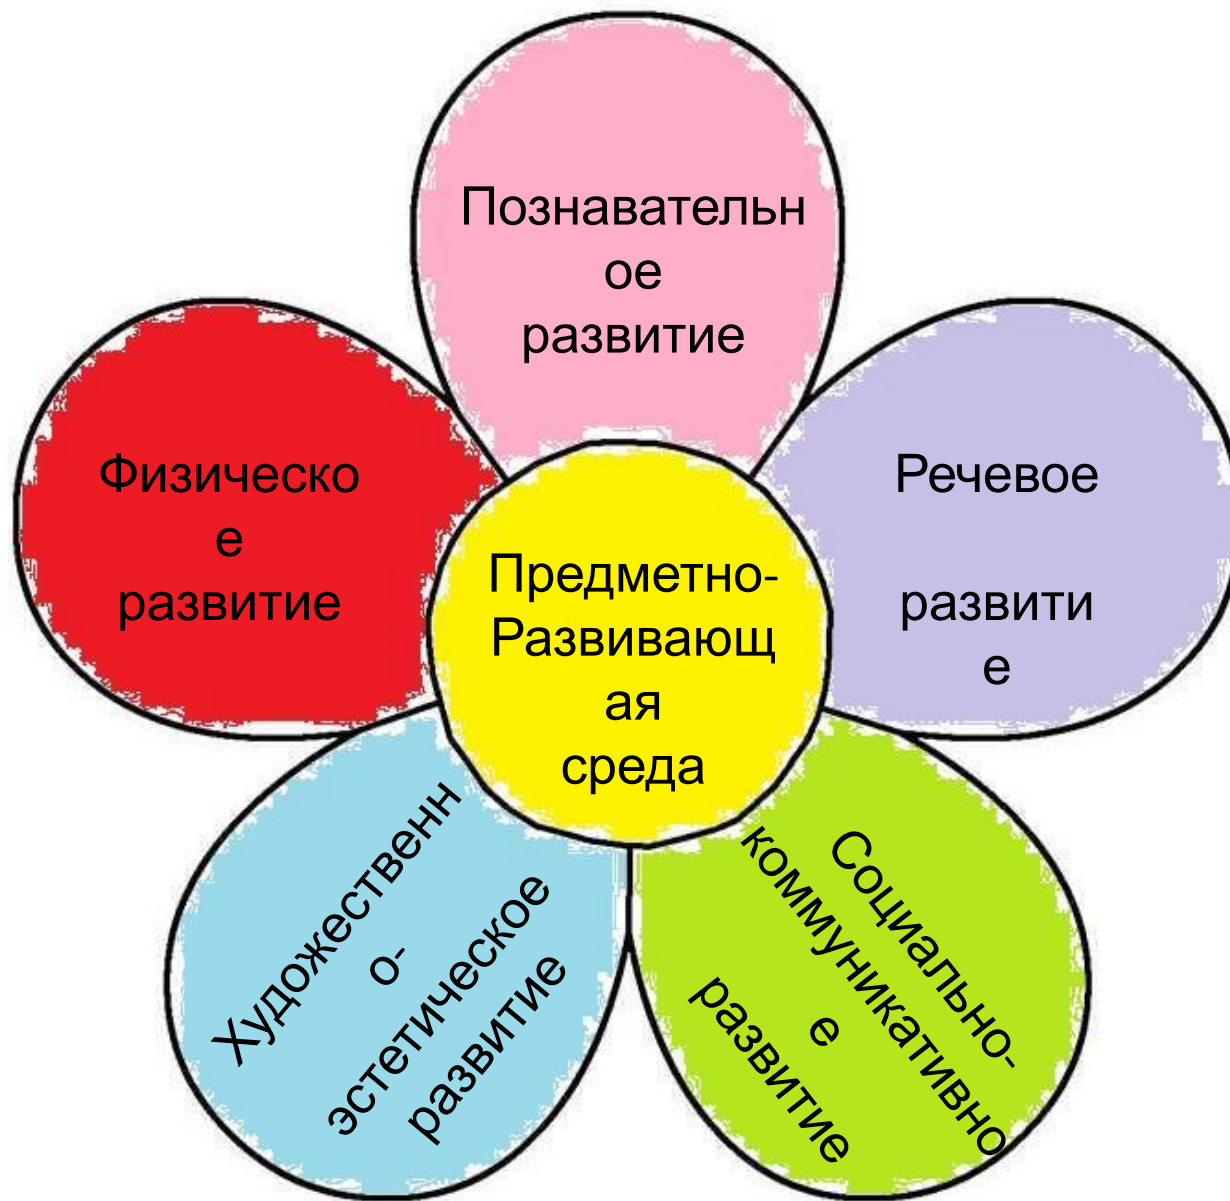 Познавательн
ое
развитие
Физическо
е
развитие
Речевое
развити
е
Предметно-
Развивающ
ая
среда
Художественн
о-
эстетическое
развитие
Социально-
коммуникативно
е
развитие